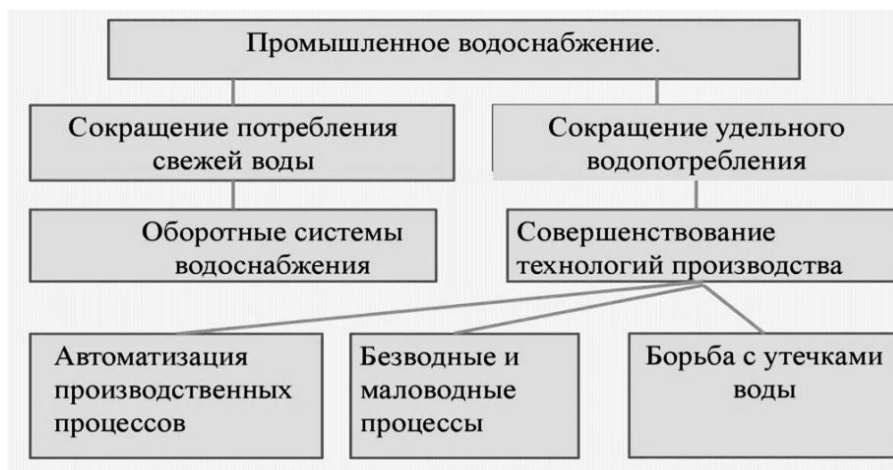 Промышленное водоснабжение.
Сокращение потребления
свежей воды
Сокращение удельного
водопотребления
Оборотные системы
водоснабжения
Совершенствование
технологий производства
Автоматизация
производственных
процессов
Безводные и
маловодные
процессы
Борьба с утечками
воды